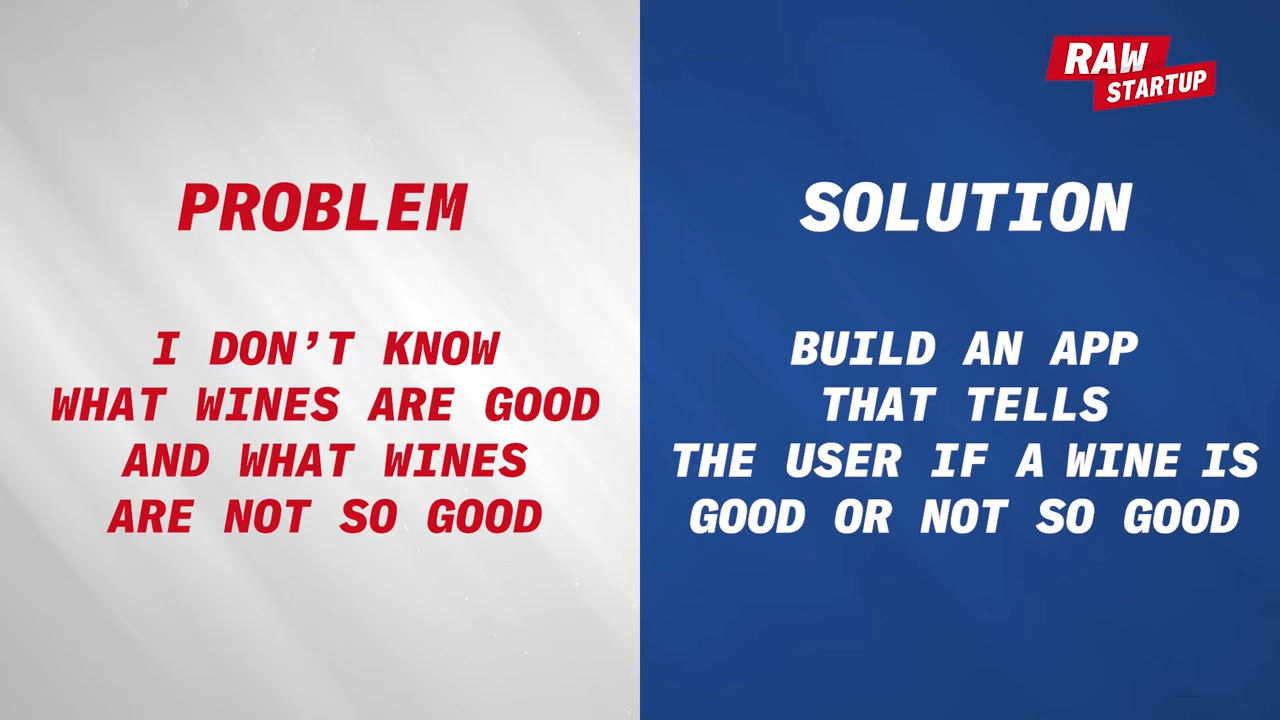 RAW
STARTUP
PROBLEM
I DON'T KNOW
WHAT WINES ARE GOOD
AND WHAT WINES
ARE NOT SO GOOD
SOLUTION
BUILD AN APP
THAT TELLS
THE USER IF A WINE IS
GOOD OR NOT SO GOOD